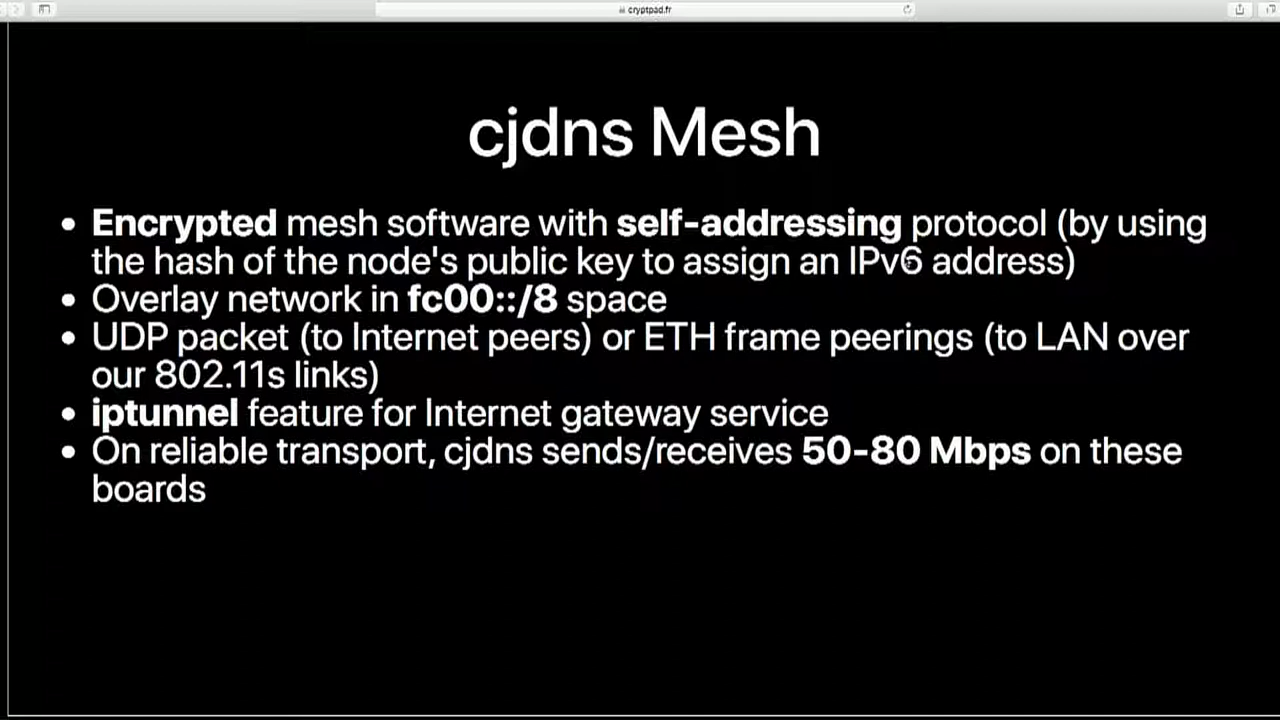 cryptpad.fr
cjdns Mesh
• Encrypted mesh software with self-addressing protocol (by using
the hash of the node's public key to assign an IPv6 address)
• Overlay network in fc00::/8 space
• UDP packet (to Internet peers) or ETH frame peerings (to LAN over
our 802.11s links)
• iptunnel feature for Internet gateway service
• On reliable transport, cjdns sends/receives 50-80 Mbps on these
boards